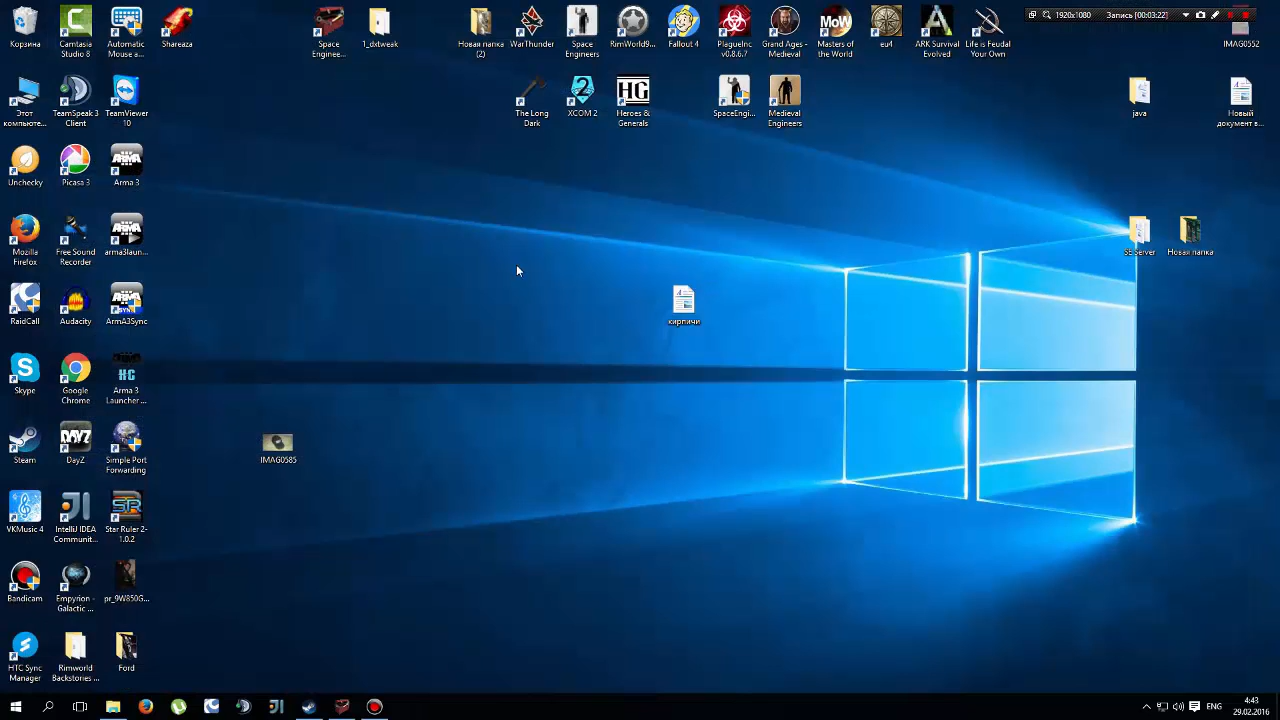 1920x1
Запись [00:03:22
Корзина
Camtasia
Studio 8
Automatic
Mouse a...
Shareaza
Space
Enginee...
1_dxtweak
Новая папка
(2)
WarThunder
Space
Engineers
RimWorld9...
Fallout 4
PlagueInc
v0.8.6.7
Grand Ages -
Medieval
Masters of
the World
eu4
ARK Survival
Evolved
Life is Feudal
Your Own
IMAG0552
Этот
компьюте...
TeamSpeak 3
Client
TeamViewer
10
The Long
Dark
XCOM 2
Heroes &
Generals
SpaceEngi...
Medieval
Engineers
java
Новый
документ в...
Unchecky
Picasa 3
Arma 3
Mozilla
Firefox
Free Sound
Recorder
arma3laun...
SE Server
Новая папка
RaidCall
Audacity
ArmA3Sync
кирпичи
Skype
Google
Chrome
Arma 3
Launcher ...
Steam
DayZ
Simple Port
Forwarding
IMAG0585
VKMusic 4
IntelliJ IDEA
Communit...
Star Ruler 2-
1.0.2
Bandicam
Empyrion -
Galactic ...
pr_9W850G...
HTC Sync
Manager
Rimworld
Backstories ...
Ford
ENG
4:43
29.02.2016